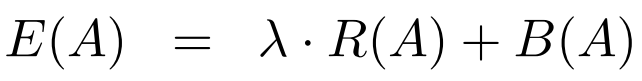 E(A) = λ · R(A) + B(A)